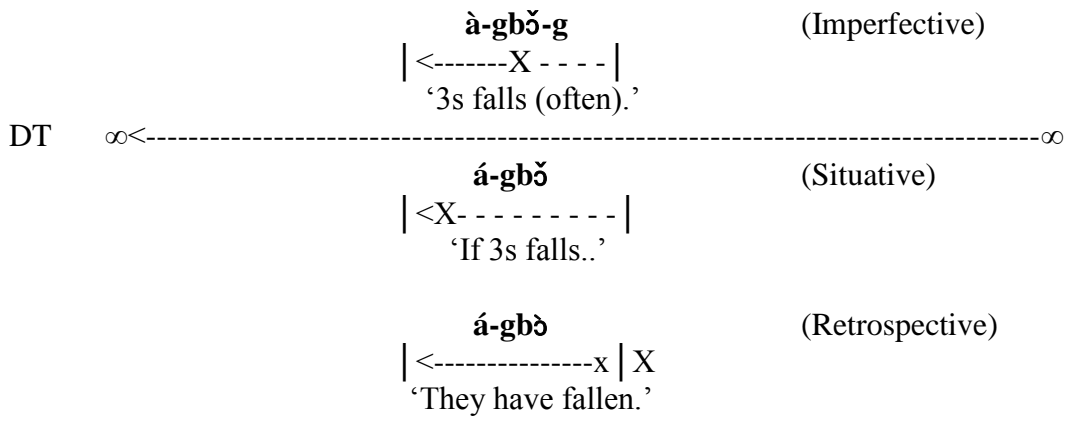 à-gbɔ̌-g (Imperfective)
|<-------X - - - -|
‘3s falls (often).’
DT ∞<-------------------------------------------------------------------------------------∞
á-gbɔ̌ (Situative)
|<X- - - - - - - - -|
‘If 3s falls..’
á-gbɔ̀ (Retrospective)
|<---------------x|X
‘They have fallen.’